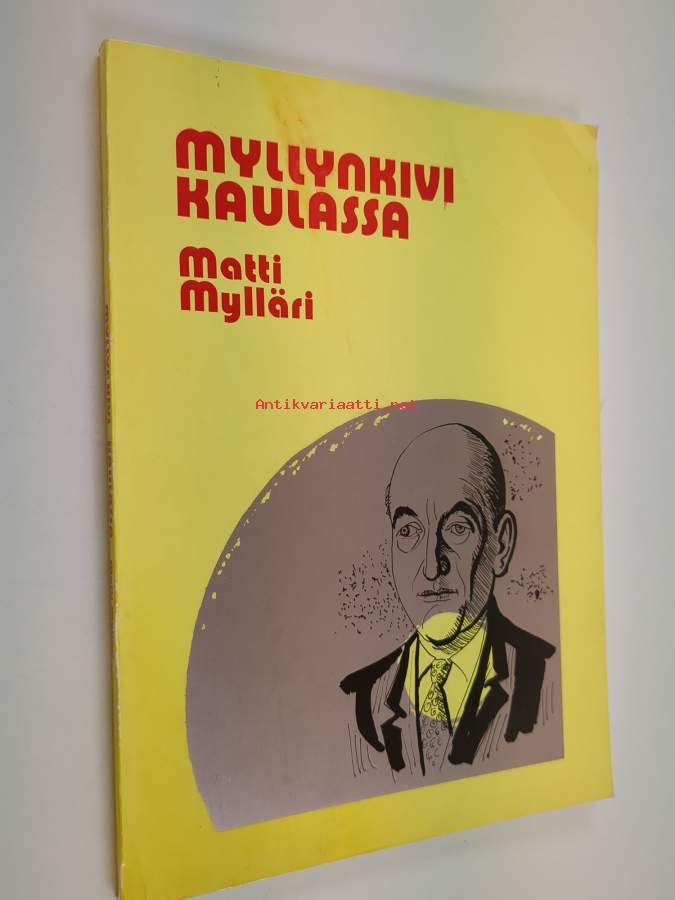 MYLLYNKIVI
KAULASSA
Matti
Mylläri
Antikvariaatti.net